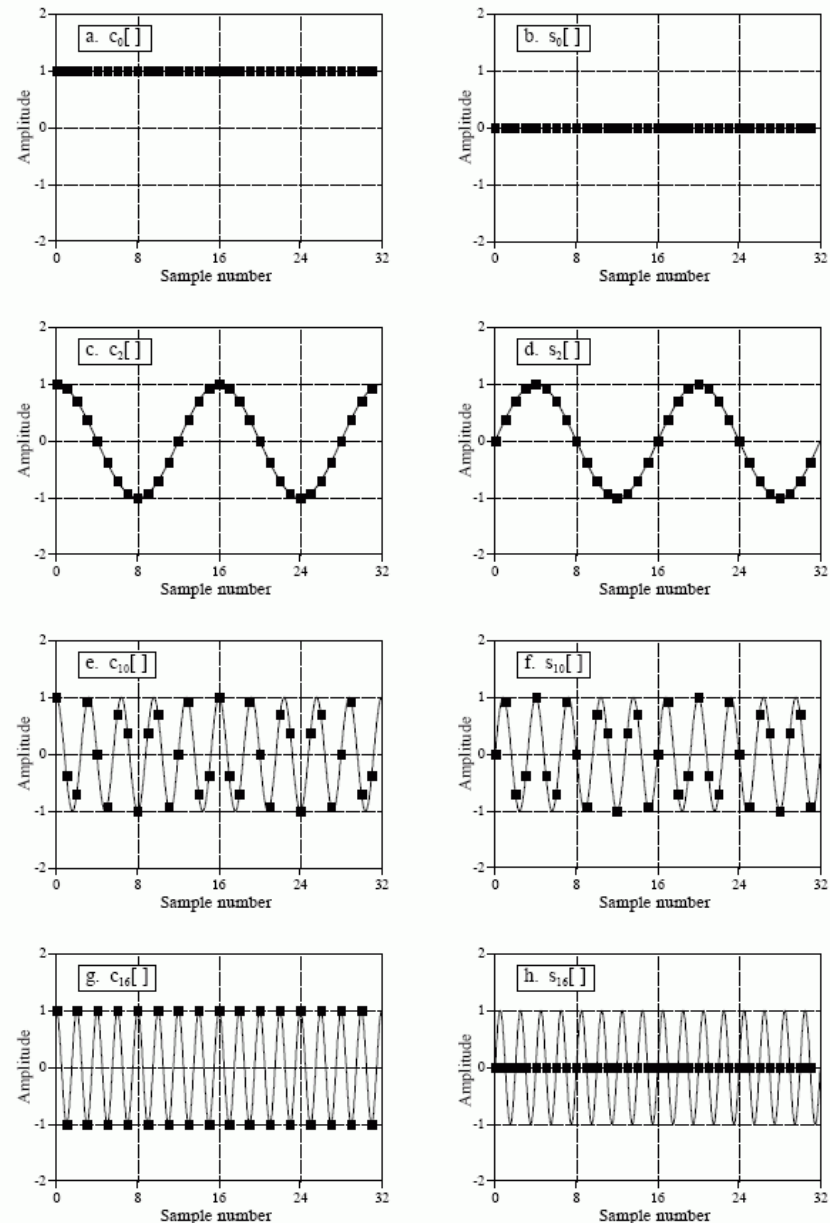 a. c0[ ]
2
1
0
-1
-2
Amplitude
0 8 16 24 32
Sample number
b. s0[ ]
2
1
0
-1
-2
Amplitude
0 8 16 24 32
Sample number
c. c2[ ]
2
1
0
-1
-2
Amplitude
0 8 16 24 32
Sample number
d. s2[ ]
2
1
0
-1
-2
Amplitude
0 8 16 24 32
Sample number
e. c10[ ]
2
1
0
-1
-2
Amplitude
0 8 16 24 32
Sample number
f. s10[ ]
2
1
0
-1
-2
Amplitude
0 8 16 24 32
Sample number
g. c16[ ]
2
1
0
-1
-2
Amplitude
0 8 16 24 32
Sample number
h. s16[ ]
2
1
0
-1
-2
Amplitude
0 8 16 24 32
Sample number